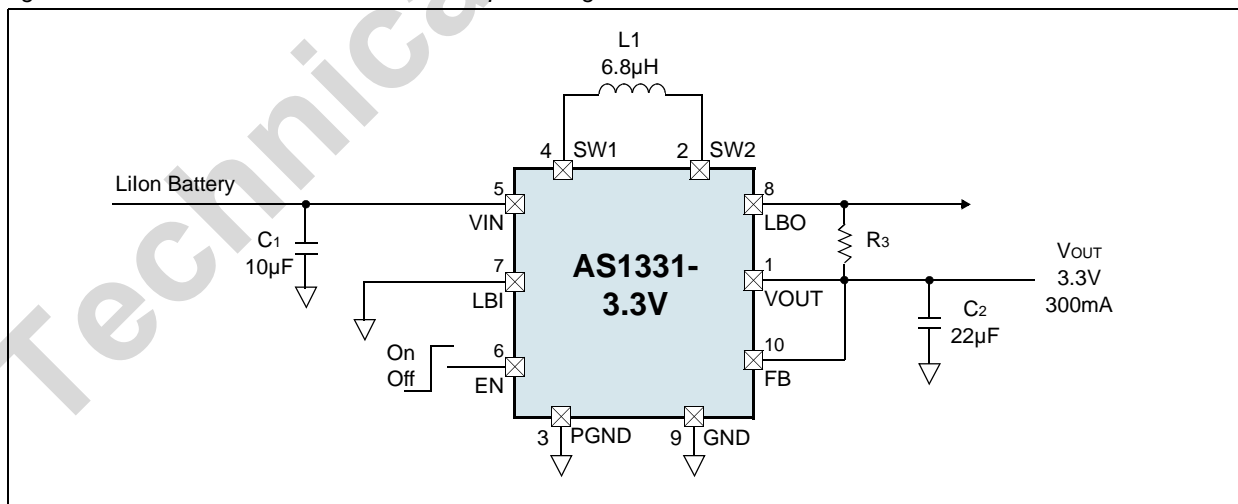 L1
6.8µH
4 SW1
2 SW2
LiIon Battery
5
VIN
8
LBO
C1
10µF
R3
7
LBI
AS1331-
3.3V
1
VOUT
VOUT
3.3V
300mA
C2
22µF
On
Off
6
EN
10
FB
3 PGND
9 GND